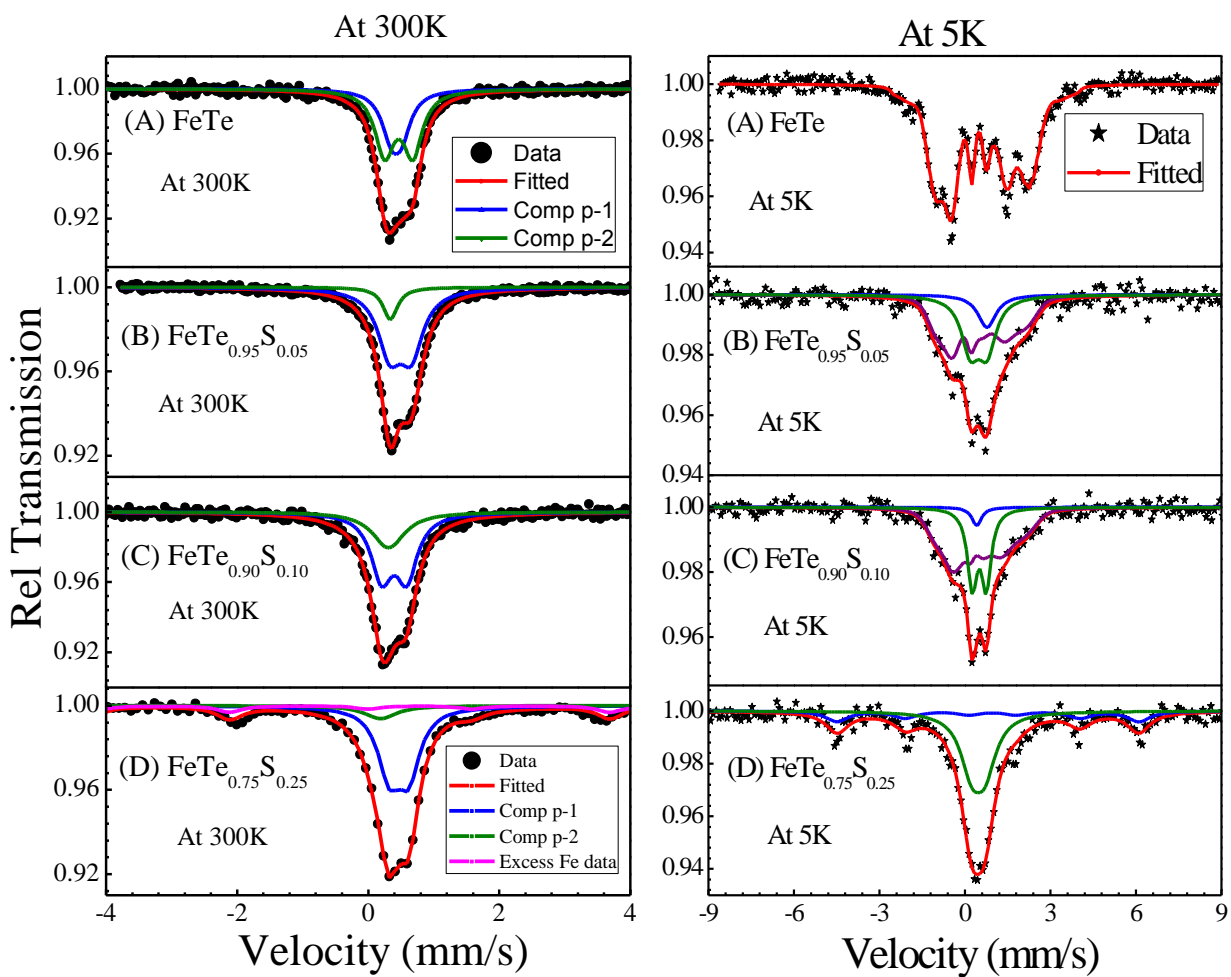 At 300K
At 5K
Rel Transmission
1.00
0.96
0.92
(A) FeTe
At 300K
Data
Fitted
Comp p-1
Comp p-2
1.00
0.96
0.92
(B) FeTe0.95S0.05
At 300K
1.00
0.96
0.92
(C) FeTe0.90S0.10
At 300K
1.00
0.96
0.92
(D) FeTe0.75S0.25
At 300K
Data
Fitted
Comp p-1
Comp p-2
Excess Fe data
-4 -2 0 2 4
Velocity (mm/s)
1.00
0.98
0.96
0.94
(A) FeTe
At 5K
Data
Fitted
1.00
0.98
0.96
0.94
(B) FeTe0.95S0.05
At 5K
1.00
0.98
0.96
(C) FeTe0.90S0.10
At 5K
1.00
0.98
0.96
0.94
(D) FeTe0.75S0.25
At 5K
-9 -6 -3 0 3 6 9
Velocity (mm/s)